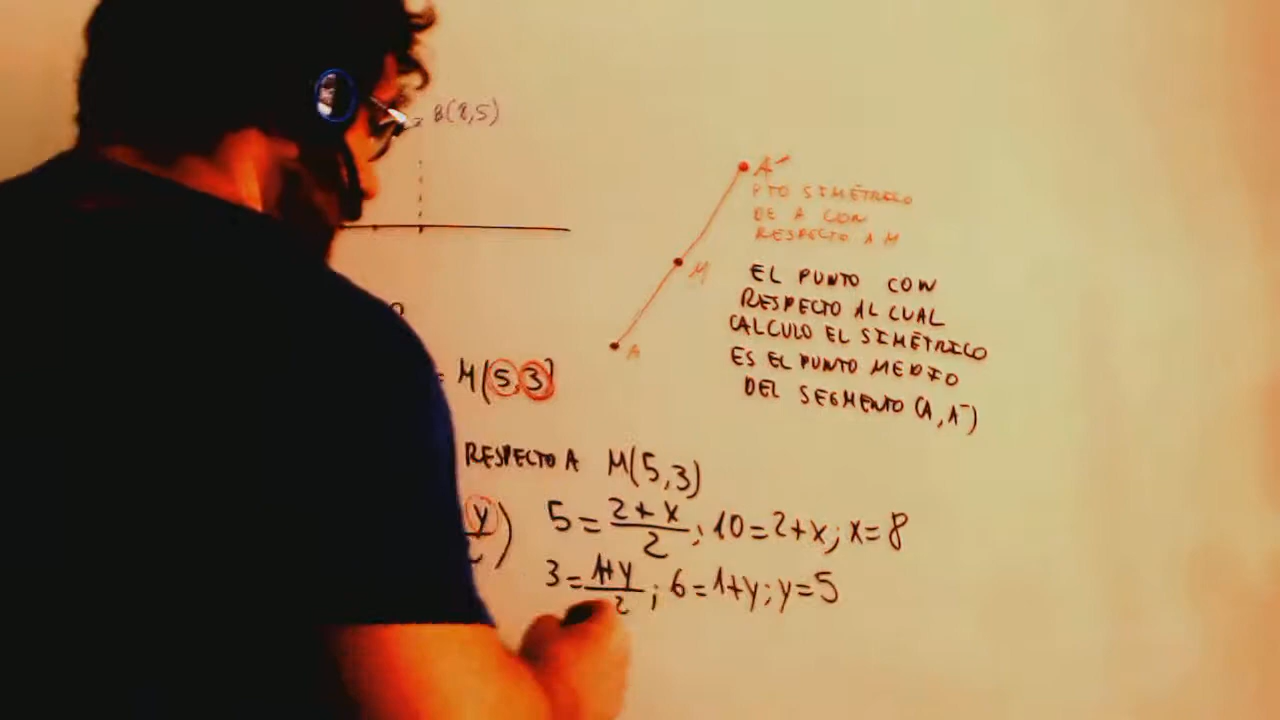 B(8,5)
A´
PTO SIMÉTRICO
DE A CON
RESPECTO A M
M
A
EL PUNTO CON
RESPECTO AL CUAL
CALCULO EL SIMÉTRICO
ES EL PUNTO MEDIO
DEL SEGMENTO (A, A´)
= M(5,3)
RESPECTO A M(5,3)
y) 5 = 2+x/2; 10=2+x; x=8
3 = 1+y/2; 6=1+y; y=5